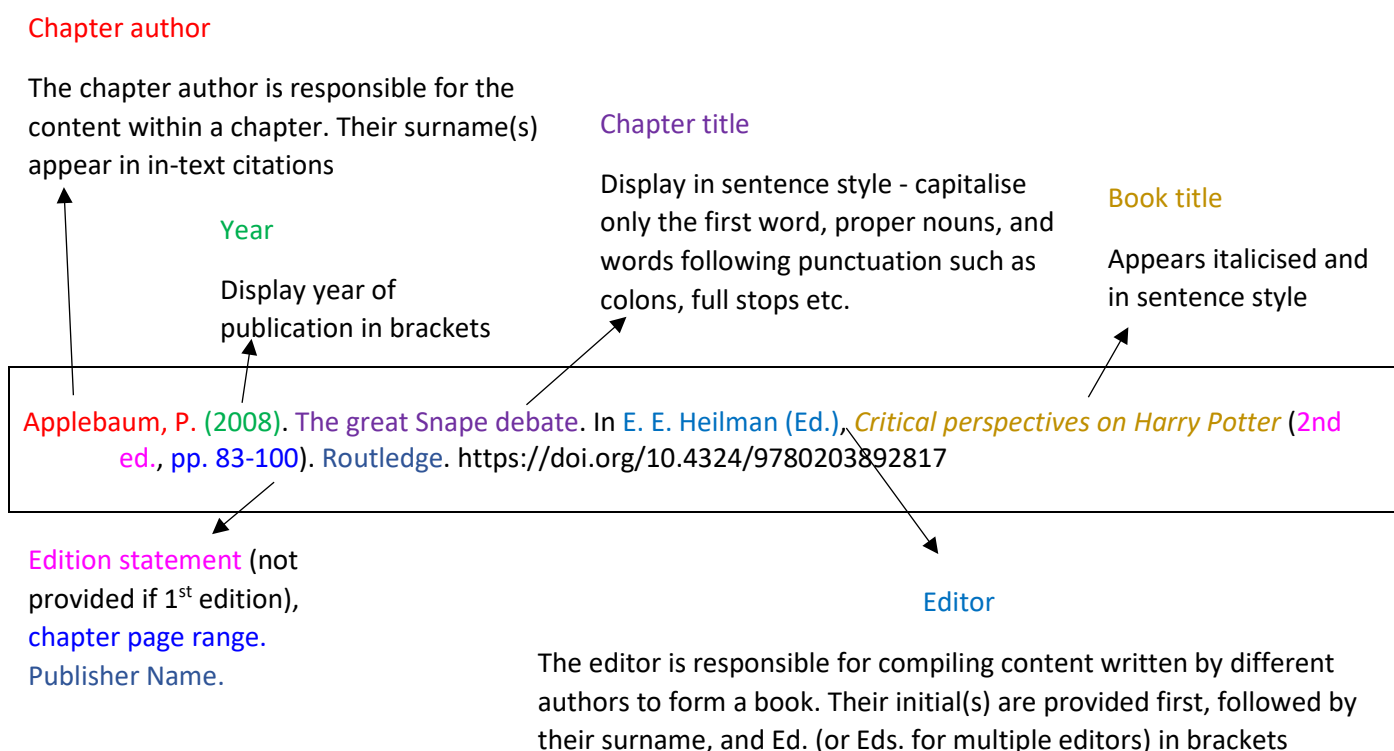 Chapter author
The chapter author is responsible for the
content within a chapter. Their surname(s)
appear in in-text citations
Year
Display year of
publication in brackets
Chapter title
Display in sentence style - capitalise
only the first word, proper nouns, and
words following punctuation such as
colons, full stops etc.
Book title
Appears italicised and
in sentence style
Applebaum, P. (2008). The great Snape debate. In E. E. Heilman (Ed.), Critical perspectives on Harry Potter (2nd
ed., pp. 83-100). Routledge. https://doi.org/10.4324/9780203892817
Edition statement (not
provided if 1st edition),
chapter page range.
Publisher Name.
Editor
The editor is responsible for compiling content written by different
authors to form a book. Their initial(s) are provided first, followed by
their surname, and Ed. (or Eds. for multiple editors) in brackets